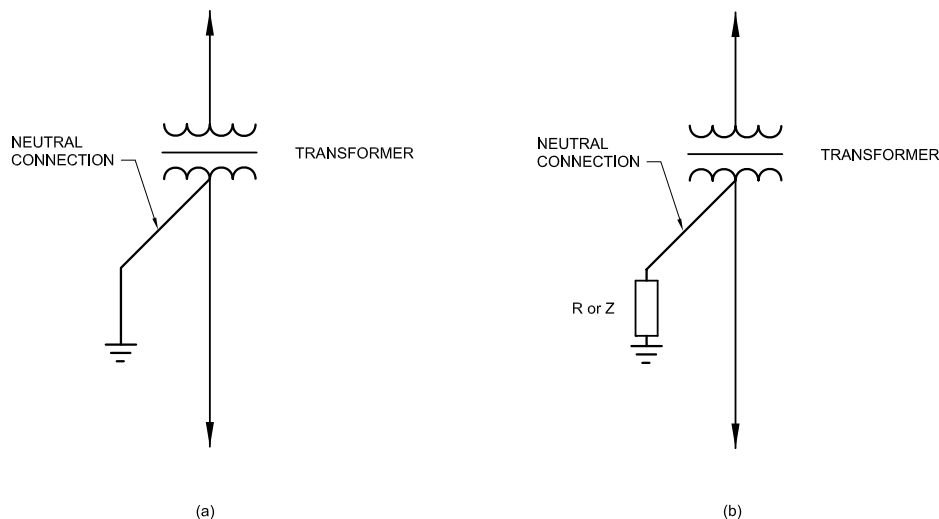 NEUTRAL
CONNECTION
TRANSFORMER
(a)
NEUTRAL
CONNECTION
TRANSFORMER
R or Z
(b)